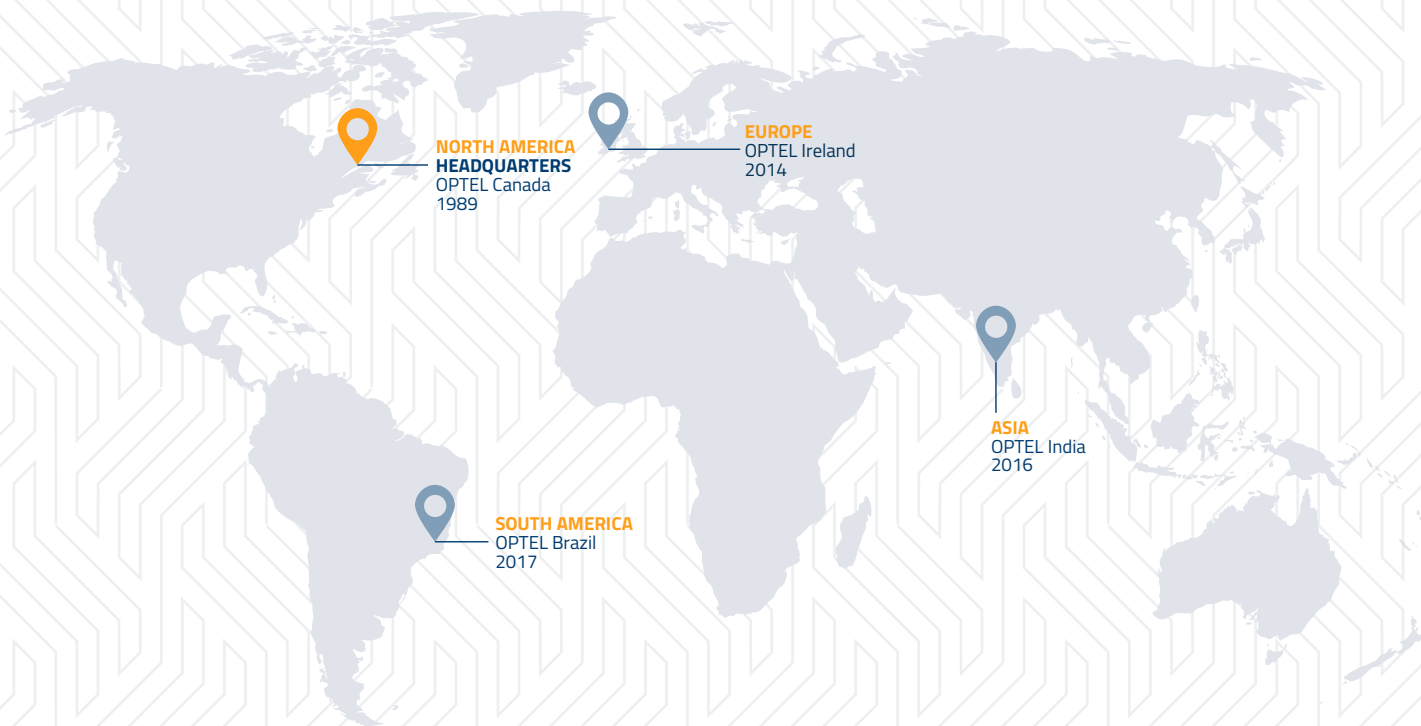 NORTH AMERICA
HEADQUARTERS
OPTEL Canada
1989
EUROPE
OPTEL Ireland
2014
ASIA
OPTEL India
2016
SOUTH AMERICA
OPTEL Brazil
2017